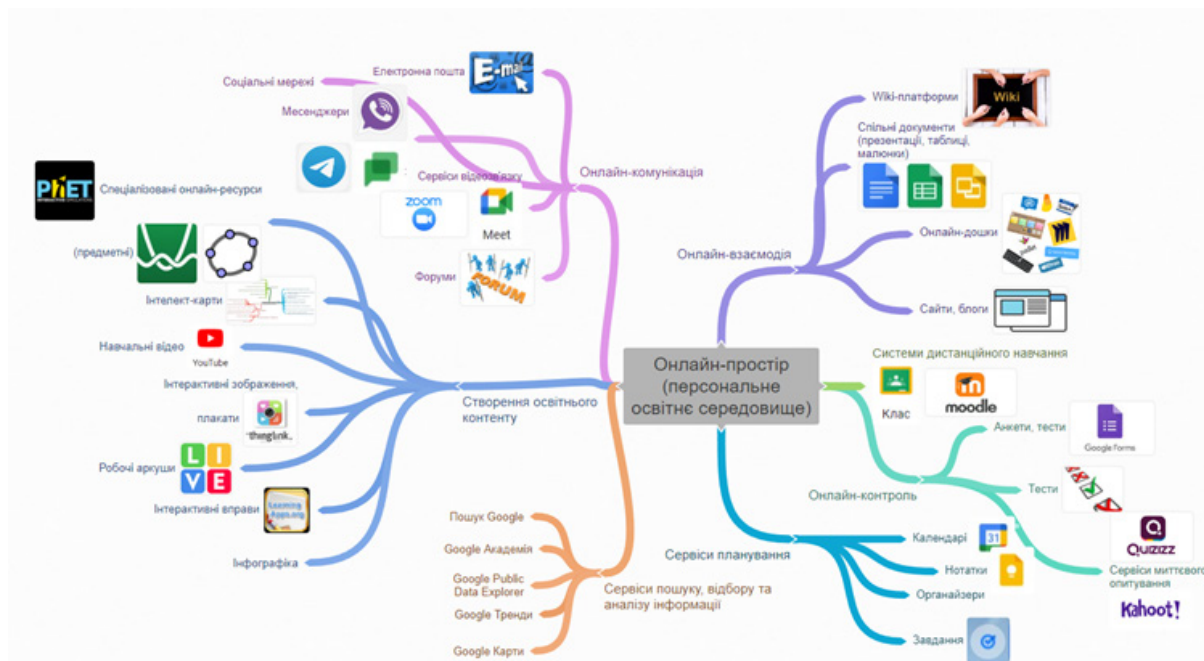 Соціальні мережі
Електронна пошта
E-mail
Месенджери
Сервіси відеозв'язку
zoom
Meet
Форуми
FORUM
Онлайн-комунікація
PhET
Спеціалізовані онлайн-ресурси
(предметні)
Інтелект-карти
Навчальні відео
YouTube
Інтерактивні зображення,
плакати
thinglink.
Робочі аркуші
LIVE
Інтерактивні вправи
Learning
Apps.org
Інфографіка
Створення освітнього
контенту
Пошук Google
Google Академія
Google Public
Data Explorer
Google Тренди
Google Карти
Сервіси пошуку, відбору та
аналізу інформації
Онлайн-простір
(персональне
освітнє середовище)
Wiki-платформи
Wiki
Спільні документи
(презентації, таблиці,
малюнки)
Онлайн-дошки
Сайти, блоги
Онлайн-взаємодія
Системи дистанційного навчання
Клас
moodle
Анкети, тести
Google Forms
Тести
Quizizz
Сервіси миттєвого
опитування
Kahoot!
Онлайн-контроль
Сервіси планування
Календарі
31
Нотатки
Органайзери
Завдання